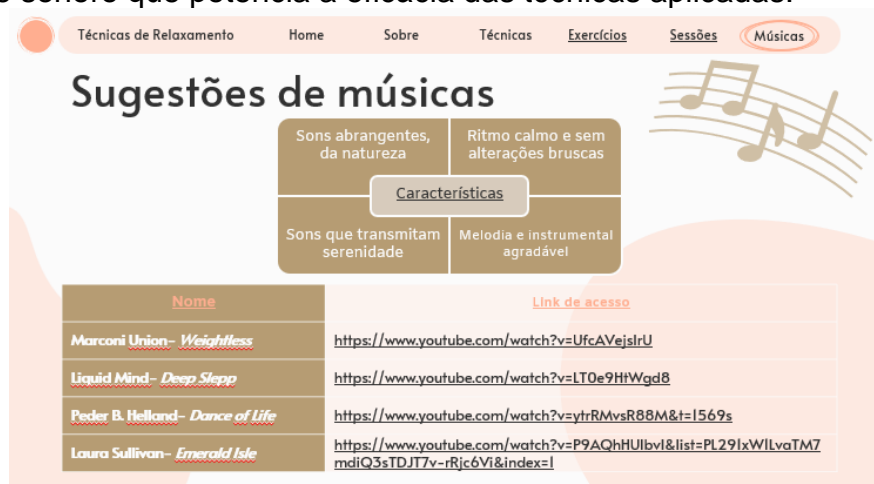 sonoro que potencia a eficácia das técnicas aplicadas.
Técnicas de Relaxamento Home Sobre Técnicas Exercícios Sessões Músicas
Sugestões de músicas
Sons abrangentes,
da natureza
Ritmo calmo e sem
alterações bruscas
Características
Sons que transmitam
serenidade
Melodia e instrumental
agradável
Nome LInk de acesso
Marconi Union– Weightless https://www.youtube.com/watch?v=UfcAVejslrU
Liquid Mind– Deep Slepp https://www.youtube.com/watch?v=LT0e9HtWgd8
Peder B. Helland– Dance of Life https://www.youtube.com/watch?v=ytrRMvsR88M&t=1569s
Laura Sullivan– Emerald Isle https://www.youtube.com/watch?v=P9AQhHUlbvI&list=PL291xW1LvaTM7
mdiQ3sTDJT7v-rRjc6Vi&index=1